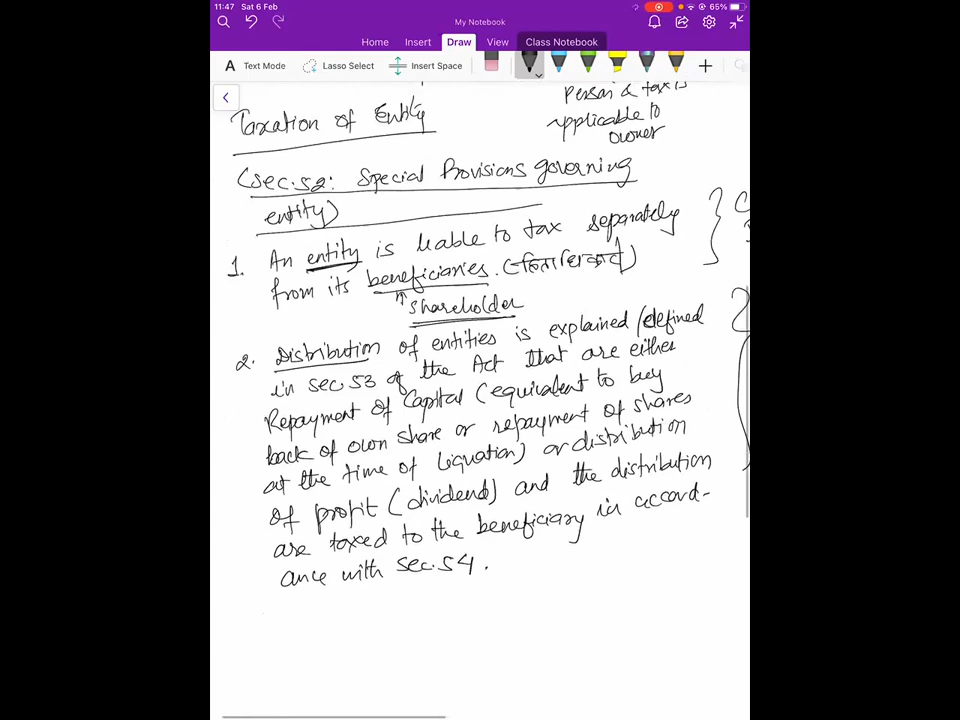 11:47 Sat 6 Feb
65%
My Notebook
Home Insert Draw View Class Notebook
Text Mode Lasso Select Insert Space
Person & tax is
applicable to
owner
Taxation of Entity
(Sec.52: Special Provisions governing
entity)
1. An entity is liable to tax separately
from its beneficiaries.
shareholder
2. Distribution of entities is explained/defined
in sec.53 of the Act that are either
Repayment of Capital (equivalent to buy
back of own share or repayment of shares
at the time of liquation) or distribution
of profit (dividend) and the distribution
are taxed to the beneficiary in accord-
ance with sec.54.